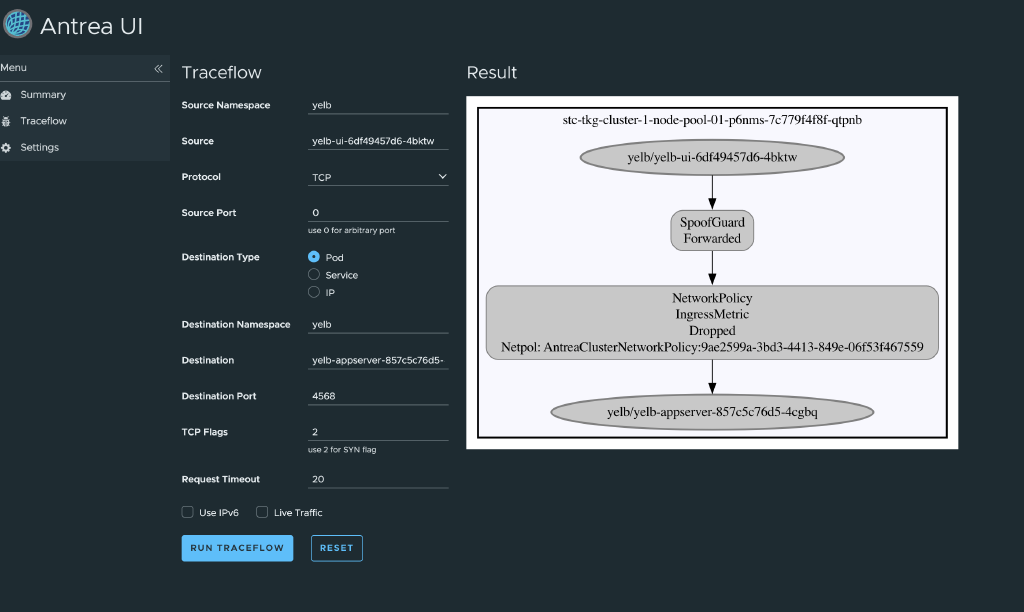 Antrea UI
Menu
Summary
Traceflow
Settings
Traceflow
Source Namespace
yelb
Source
yelb-ui-6df49457d6-4bktw
Protocol
TCP
Source Port
0
use 0 for arbitrary port
Destination Type
Pod
Service
IP
Destination Namespace
yelb
Destination
yelb-appserver-857c5c76d5-
Destination Port
4568
TCP Flags
2
use 2 for SYN flag
Request Timeout
20
Use IPv6
Live Traffic
RUN TRACEFLOW
RESET
Result
stc-tkg-cluster-1-node-pool-01-p6nms-7c779f4f8f-qtpnb
yelb/yelb-ui-6df49457d6-4bktw
SpoofGuard
Forwarded
NetworkPolicy
IngressMetric
Dropped
Netpol: AntreaClusterNetworkPolicy:9ae2599a-3bd3-4413-849e-06f53f467559
yelb/yelb-appserver-857c5c76d5-4cgbq